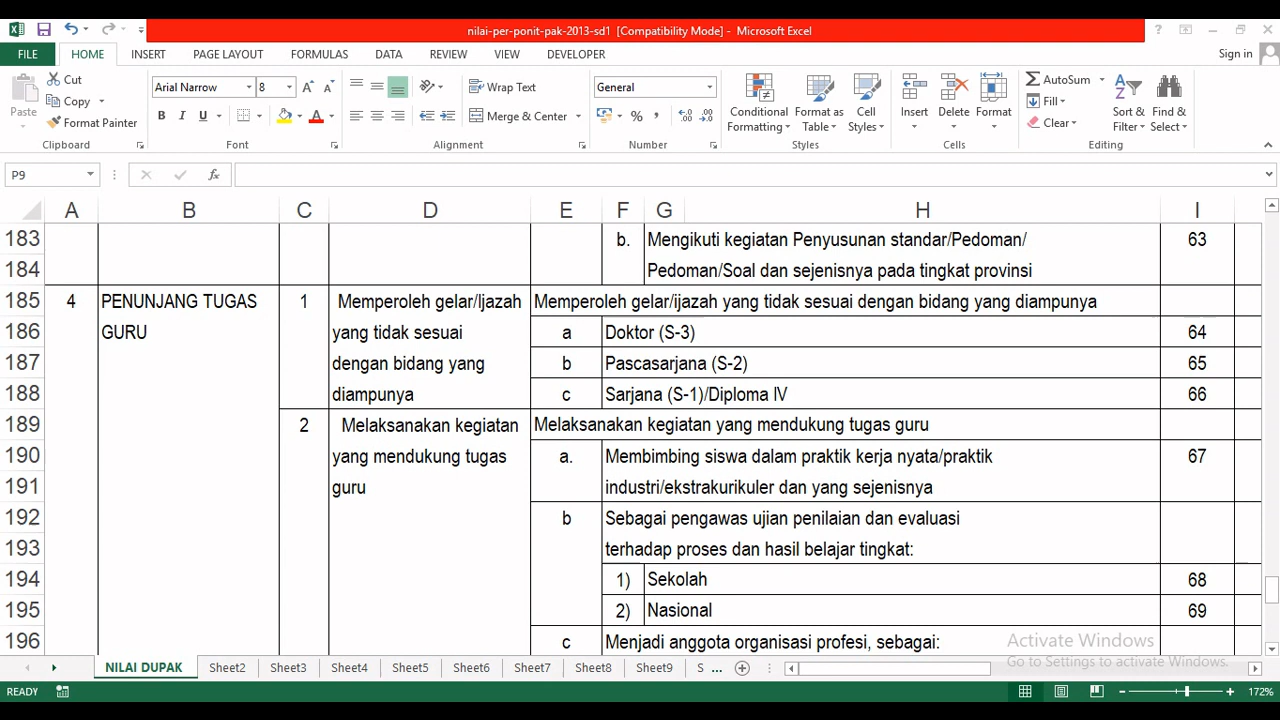 nilai-per-ponit-pak-2013-sd1 [Compatibility Mode] - Microsoft Excel
Sign in
FILE HOME INSERT PAGE LAYOUT FORMULAS DATA REVIEW VIEW DEVELOPER
Paste
Cut
Copy
Format Painter
Clipboard
Arial Narrow 8
B I U
Font
Wrap Text
Merge & Center
Alignment
General
Number
Conditional Formatting
Format as Table
Cell Styles
Styles
Insert Delete Format
Cells
AutoSum
Fill
Clear
Sort & Filter
Find & Select
Editing
P9
A B C D E F G H I
183 b. Mengikuti kegiatan Penyusunan standar/Pedoman/ 63
184 Pedoman/Soal dan sejenisnya pada tingkat provinsi
185 4 PENUNJANG TUGAS 1 Memperoleh gelar/Ijazah Memperoleh gelar/ijazah yang tidak sesuai dengan bidang yang diampunya
186 GURU yang tidak sesuai a Doktor (S-3) 64
187 dengan bidang yang b Pascasarjana (S-2) 65
188 diampunya c Sarjana (S-1)/Diploma IV 66
189 2 Melaksanakan kegiatan Melaksanakan kegiatan yang mendukung tugas guru
190 yang mendukung tugas a. Membimbing siswa dalam praktik kerja nyata/praktik 67
191 guru industri/ekstrakurikuler dan yang sejenisnya
192 b Sebagai pengawas ujian penilaian dan evaluasi
193 terhadap proses dan hasil belajar tingkat:
194 1) Sekolah 68
195 2) Nasional 69
196 c Menjadi anggota organisasi profesi, sebagai:
Activate Windows
Go to Settings to activate Windows.
NILAI DUPAK Sheet2 Sheet3 Sheet4 Sheet5 Sheet6 Sheet7 Sheet8 Sheet9 S ...
READY 172%